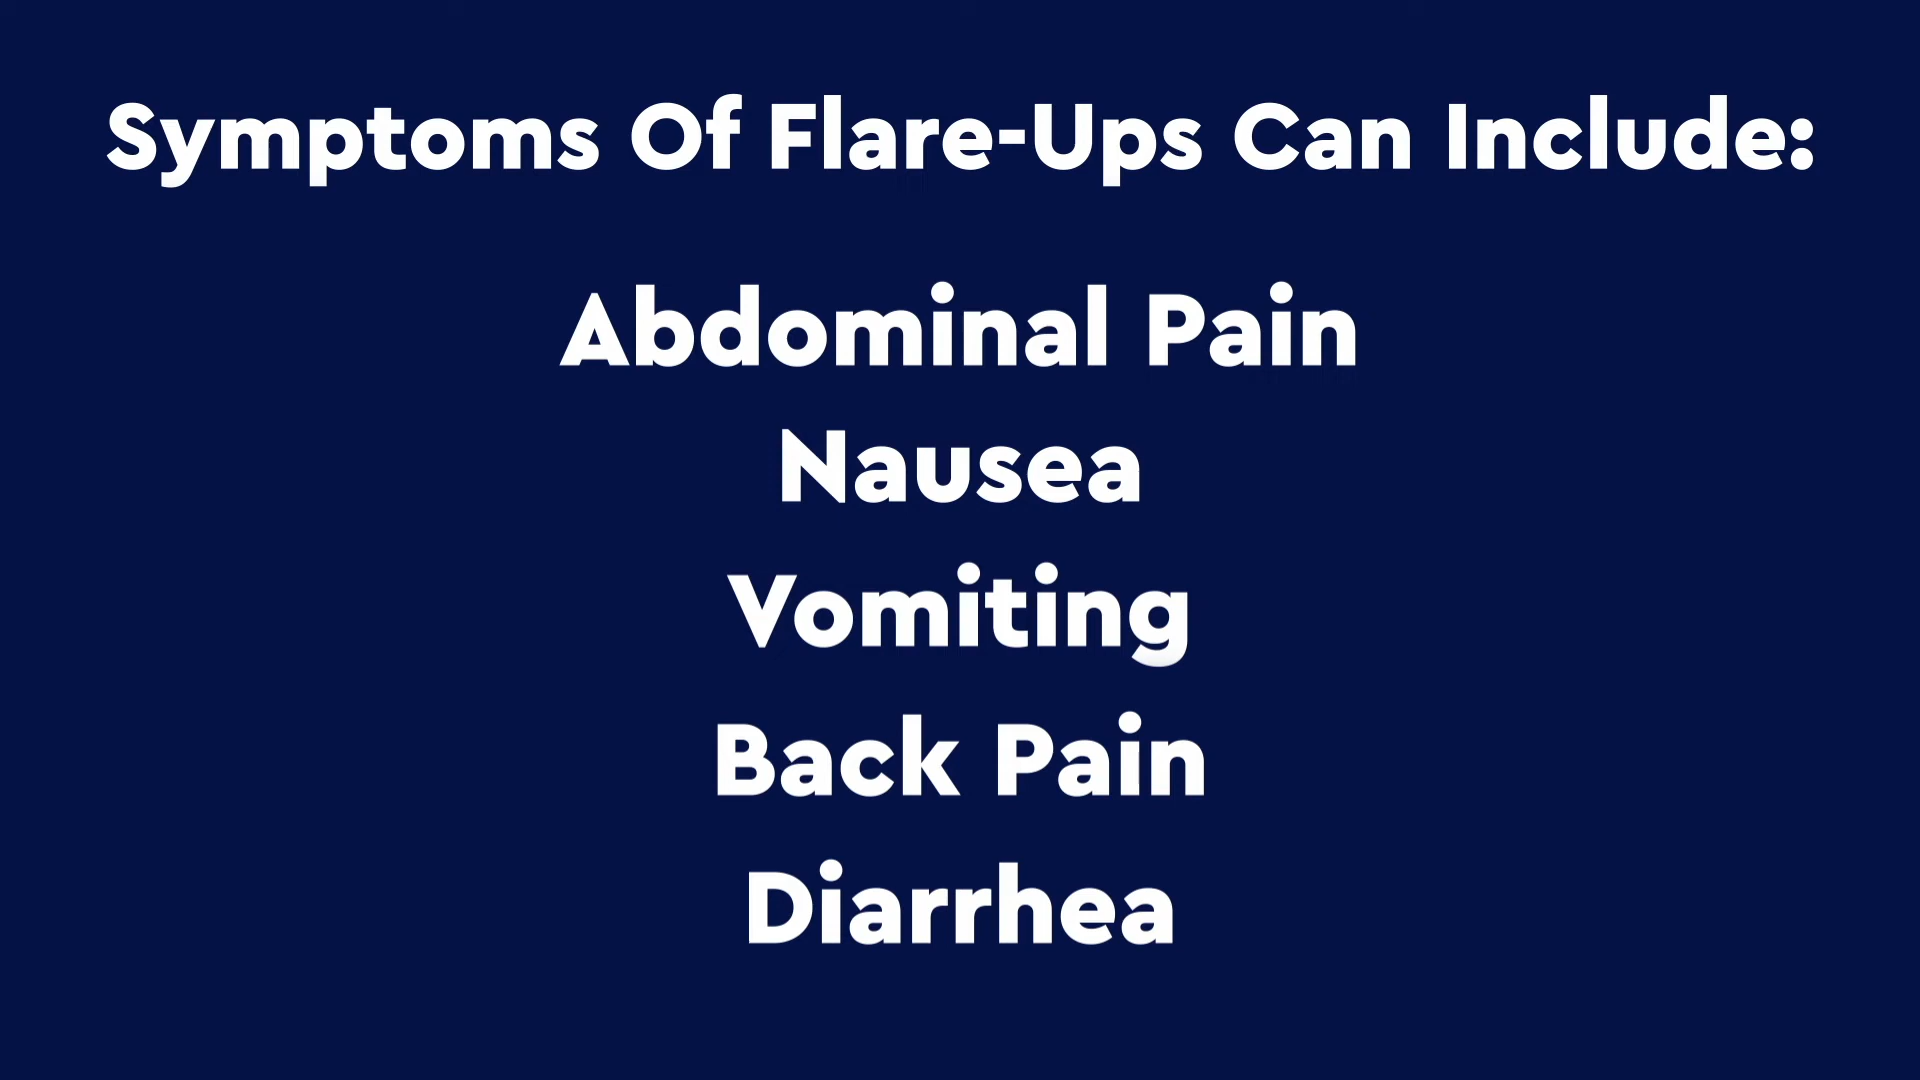 Symptoms Of Flare-Ups Can Include:
Abdominal Pain
Nausea
Vomiting
Back Pain
Diarrhea